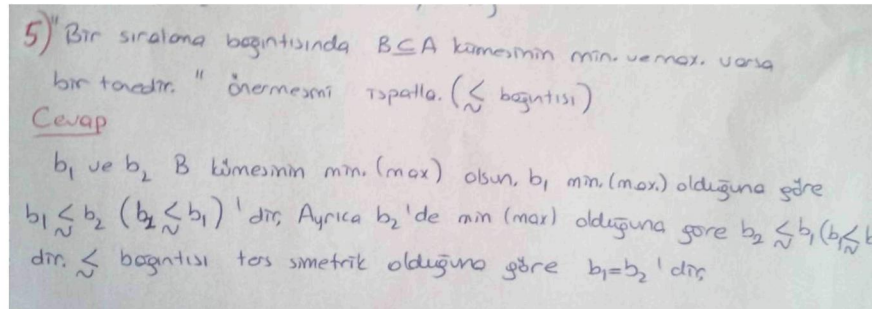 5) "Bir sıralama bağıntısında B⊆A kümesinin min. ve max. varsa
bir tanedir." önermesini ispatla. (≲ bağıntısı)
Cevap
b₁ ve b₂ B kümesinin min. (max) olsun. b₁ min. (max.) olduğuna göre
b₁ ≲ b₂ (b₂ ≲ b₁)' dir. Ayrıca b₂'de min (max) olduğuna göre b₂ ≲ b₁ (b₁ ≲ b
dir. ≲ bağıntısı ters simetrik olduğuna göre b₁=b₂' dir.